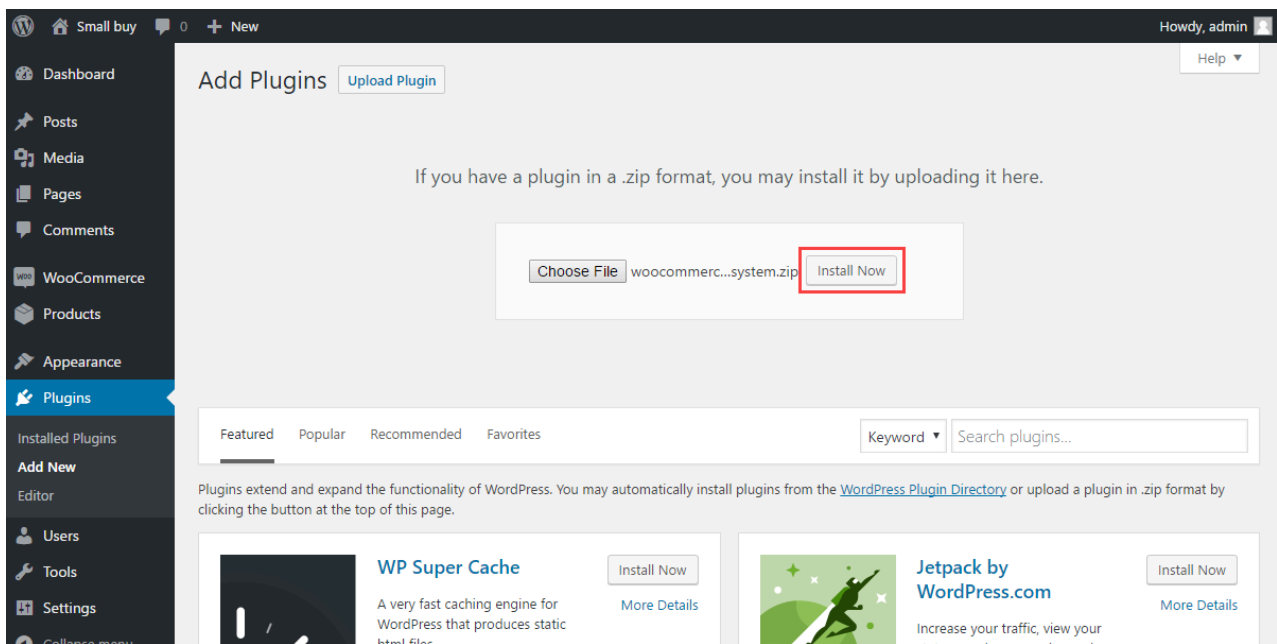 Small buy 0 New Howdy, admin
Help
Dashboard
Posts
Media
Pages
Comments
WOO WooCommerce
Products
Appearance
Plugins
Installed Plugins
Add New
Editor
Users
Tools
Settings
Collapse menu
Add Plugins Upload Plugin
If you have a plugin in a .zip format, you may install it by uploading it here.
Choose File woocommerc...system.zip Install Now
Featured Popular Recommended Favorites Keyword Search plugins...
Plugins extend and expand the functionality of WordPress. You may automatically install plugins from the WordPress Plugin Directory or upload a plugin in .zip format by
clicking the button at the top of this page.
WP Super Cache
Install Now
More Details
A very fast caching engine for
WordPress that produces static
html files.
Jetpack by
WordPress.com
Install Now
More Details
Increase your traffic, view your